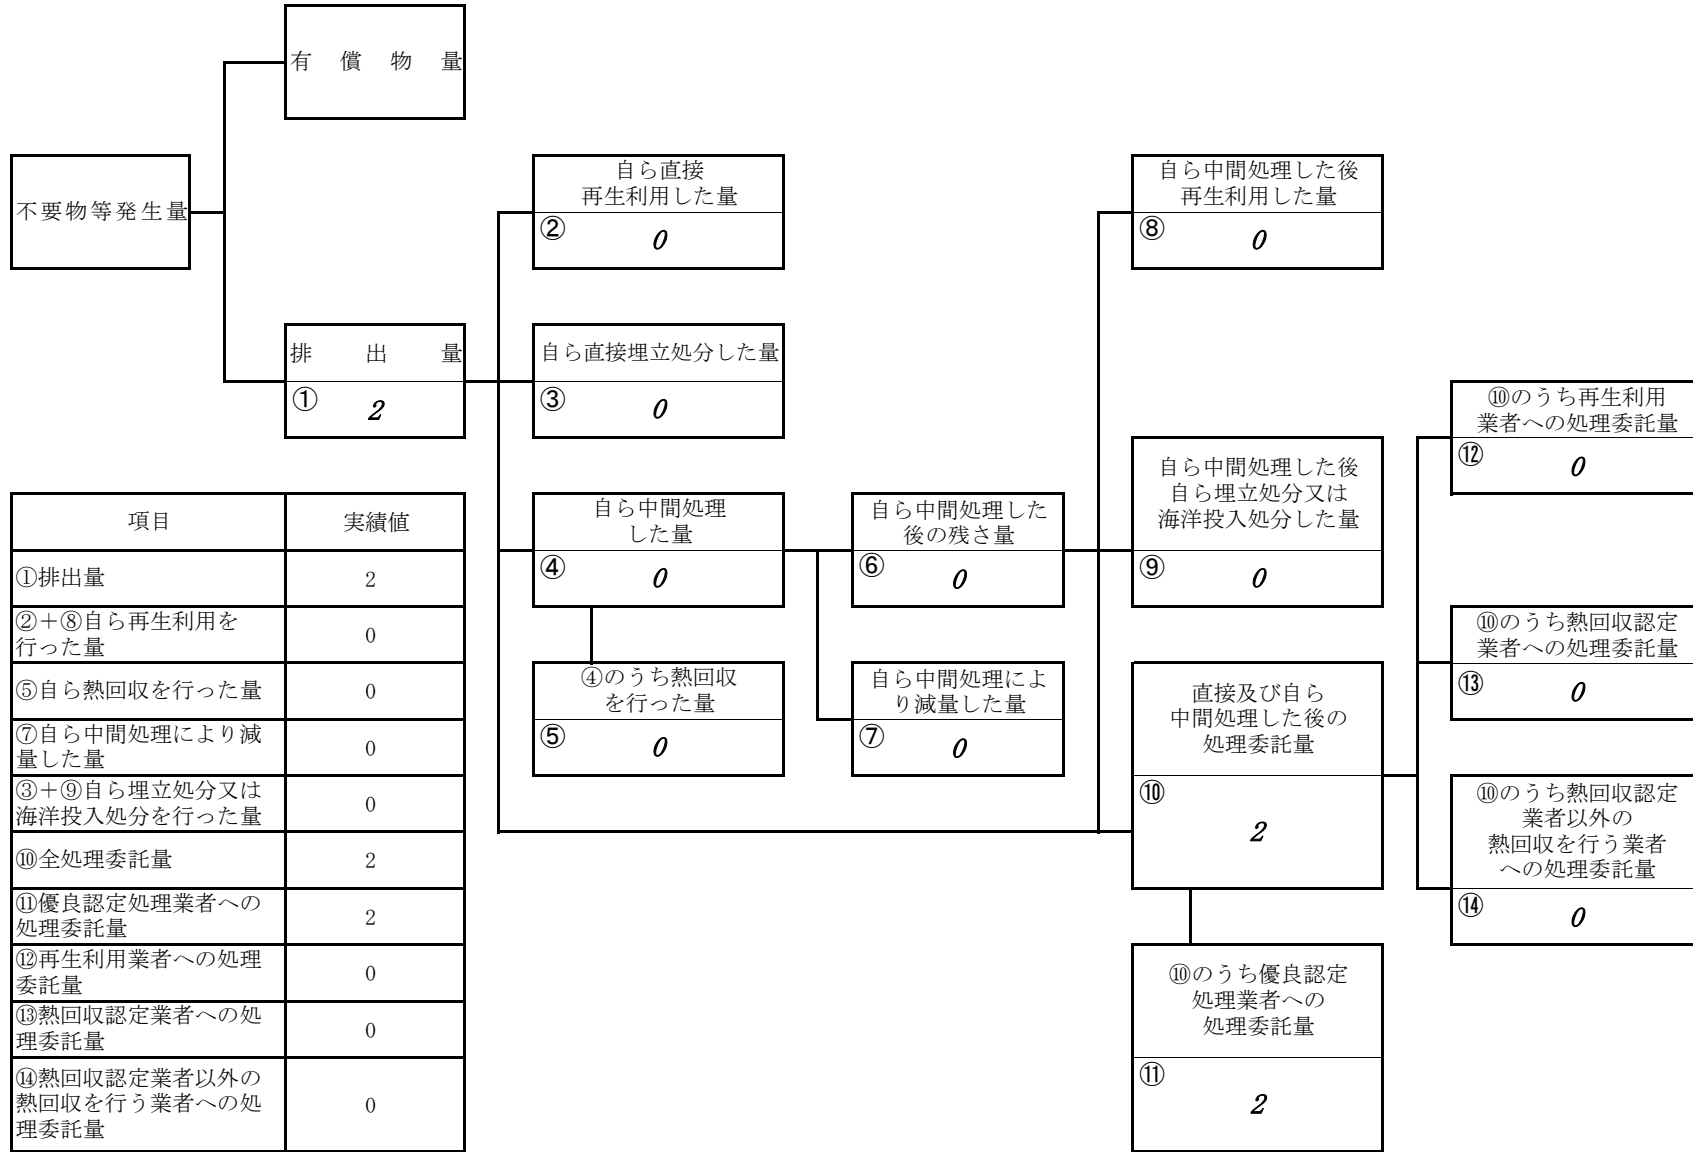 有償物量
不要物等発生量
排出量
①
2
自ら直接
再生利用した量
②
0
自ら直接埋立処分した量
③
0
自ら中間処理
した量
④
0
④のうち熱回収
を行った量
⑤
0
自ら中間処理した
後の残さ量
⑥
0
自ら中間処理によ
り減量した量
⑦
0
自ら中間処理した後
再生利用した量
⑧
0
自ら中間処理した後
自ら埋立処分又は
海洋投入処分した量
⑨
0
直接及び自ら
中間処理した後の
処理委託量
⑩
2
⑩のうち優良認定
処理業者への
処理委託量
⑪
2
⑩のうち再生利用
業者への処理委託量
⑫
0
⑩のうち熱回収認定
業者への処理委託量
⑬
0
⑩のうち熱回収認定
業者以外の
熱回収を行う業者
への処理委託量
⑭
0
項目 実績値
①排出量 2
②+⑧自ら再生利用を
行った量 0
⑤自ら熱回収を行った量 0
⑦自ら中間処理により減
量した量 0
③+⑨自ら埋立処分又は
海洋投入処分を行った量 0
⑩全処理委託量 2
⑪優良認定処理業者への
処理委託量 2
⑫再生利用業者への処理
委託量 0
⑬熱回収認定業者への処
理委託量 0
⑭熱回収認定業者以外の
熱回収を行う業者への処
理委託量 0